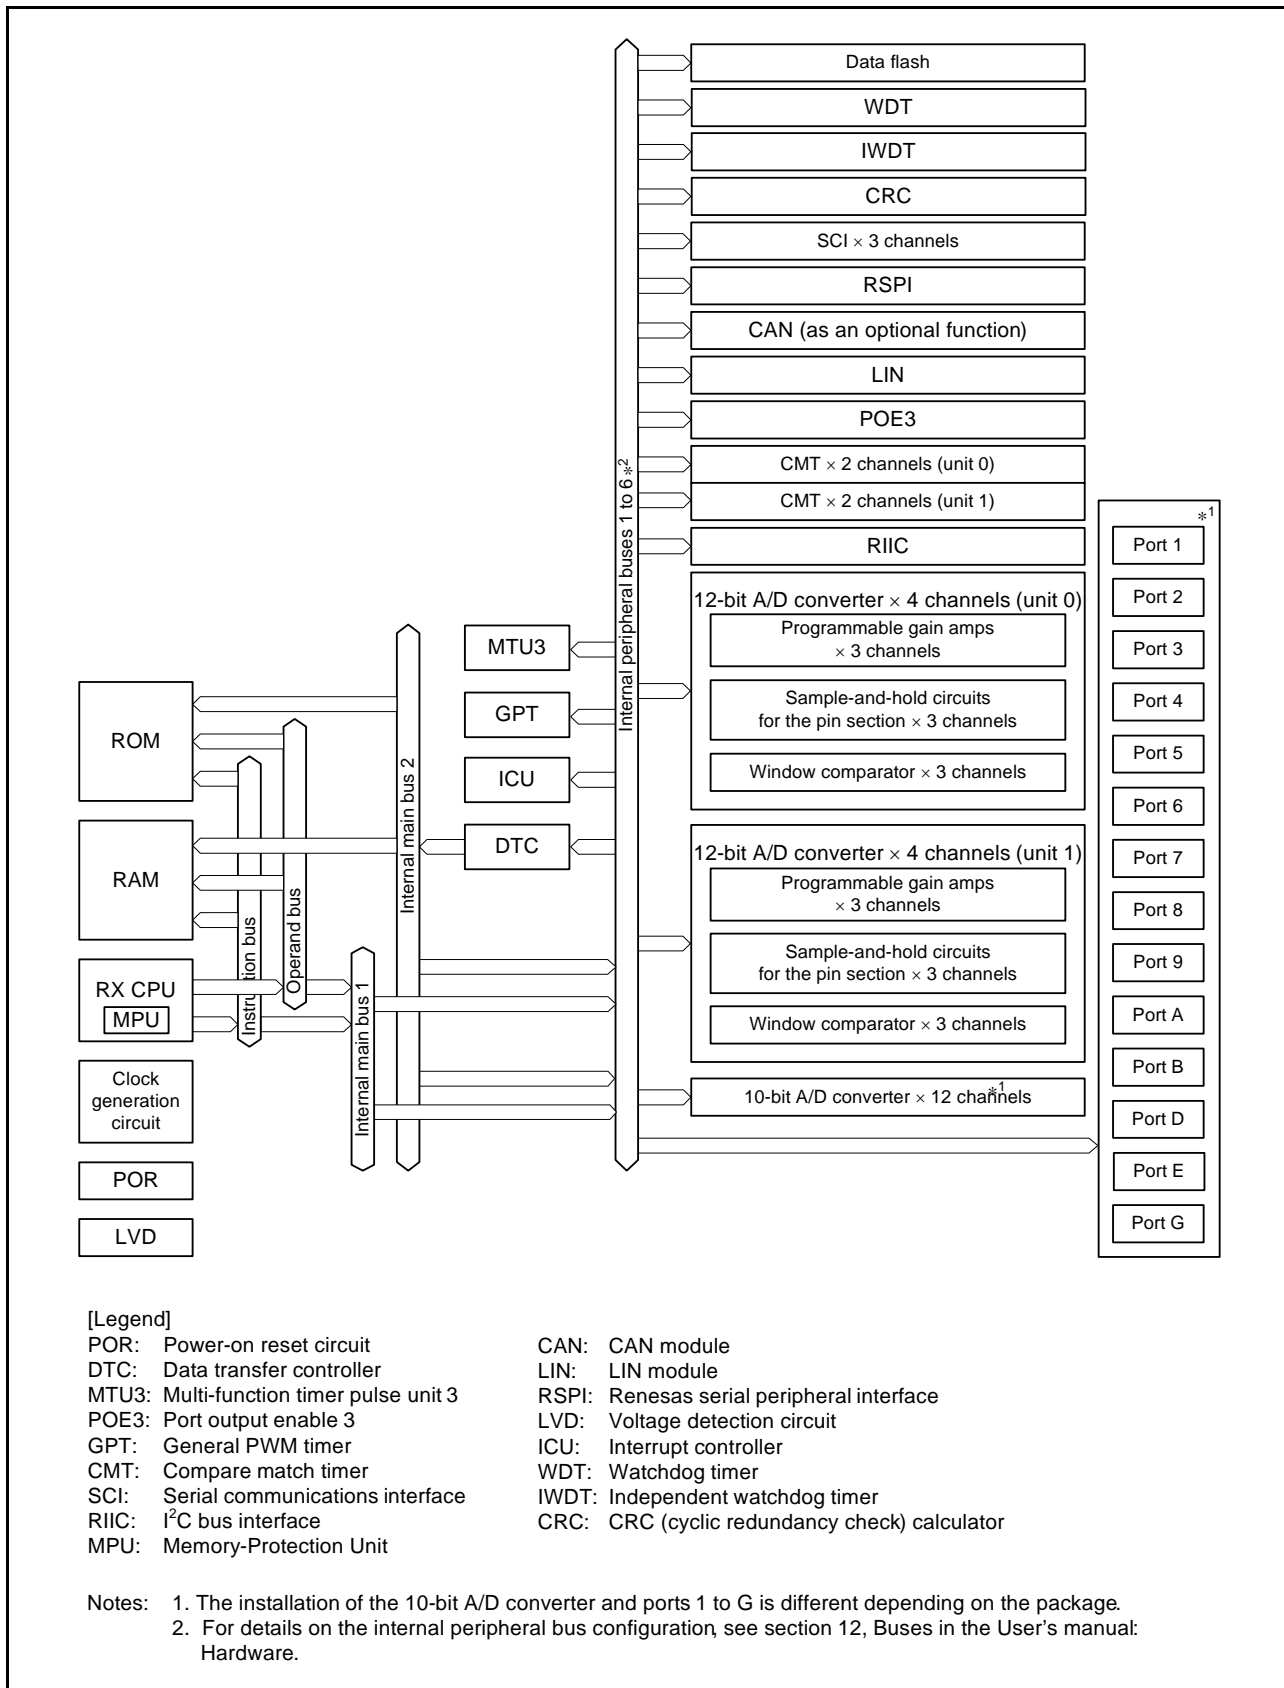 Data flash
WDT
IWDT
CRC
SCI × 3 channels
RSPI
CAN (as an optional function)
LIN
POE3
CMT × 2 channels (unit 0)
CMT × 2 channels (unit 1)
RIIC
12-bit A/D converter × 4 channels (unit 0)
Programmable gain amps
× 3 channels
Sample-and-hold circuits
for the pin section × 3 channels
Window comparator × 3 channels
12-bit A/D converter × 4 channels (unit 1)
Programmable gain amps
× 3 channels
Sample-and-hold circuits
for the pin section × 3 channels
Window comparator × 3 channels
10-bit A/D converter × 12 channels *1
Internal peripheral buses 1 to 6 *2
*1
Port 1
Port 2
Port 3
Port 4
Port 5
Port 6
Port 7
Port 8
Port 9
Port A
Port B
Port D
Port E
Port G
MTU3
GPT
ICU
DTC
Internal main bus 2
Internal main bus 1
Operand bus
Instruction bus
ROM
RAM
RX CPU
MPU
Clock
generation
circuit
POR
LVD
[Legend]
POR: Power-on reset circuit
DTC: Data transfer controller
MTU3: Multi-function timer pulse unit 3
POE3: Port output enable 3
GPT: General PWM timer
CMT: Compare match timer
SCI: Serial communications interface
RIIC: I²C bus interface
MPU: Memory-Protection Unit
CAN: CAN module
LIN: LIN module
RSPI: Renesas serial peripheral interface
LVD: Voltage detection circuit
ICU: Interrupt controller
WDT: Watchdog timer
IWDT: Independent watchdog timer
CRC: CRC (cyclic redundancy check) calculator
Notes: 1. The installation of the 10-bit A/D converter and ports 1 to G is different depending on the package.
2. For details on the internal peripheral bus configuration, see section 12, Buses in the User's manual:
Hardware.